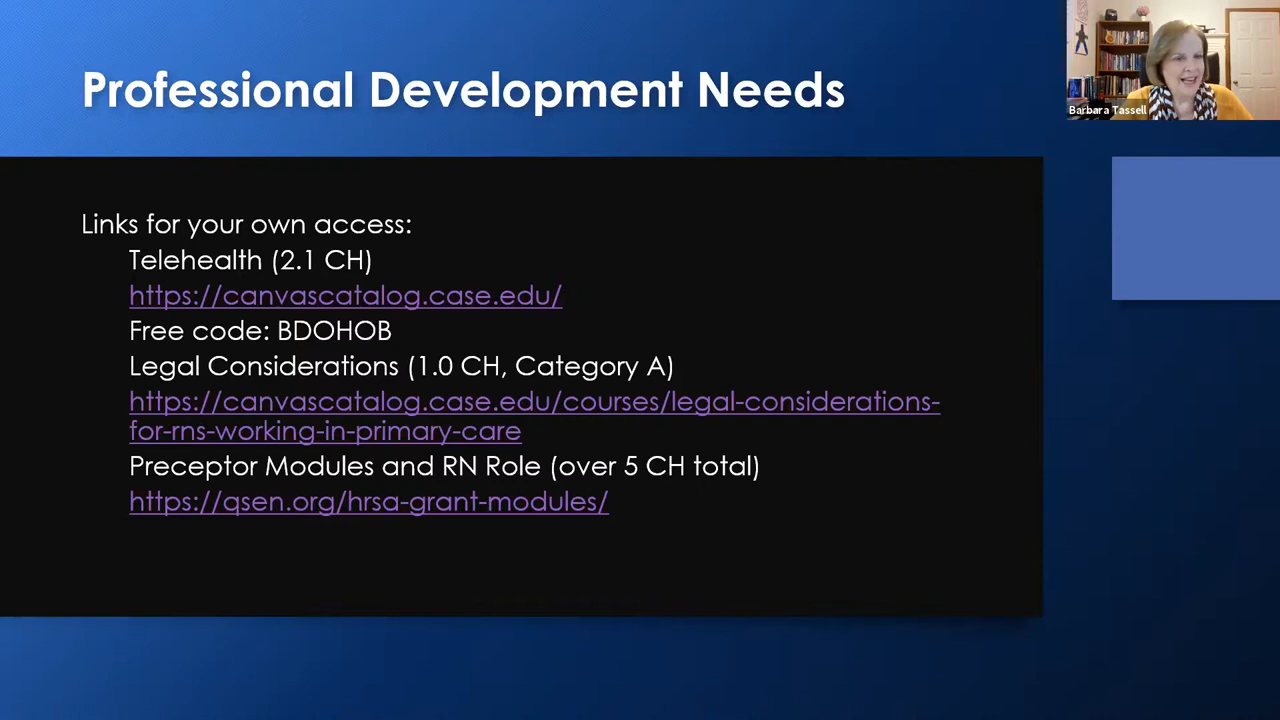 Professional Development Needs
Barbara Tassell
Links for your own access:
Telehealth (2.1 CH)
https://canvascatalog.case.edu/
Free code: BDOHOB
Legal Considerations (1.0 CH, Category A)
https://canvascatalog.case.edu/courses/legal-considerations-
for-rns-working-in-primary-care
Preceptor Modules and RN Role (over 5 CH total)
https://qsen.org/hrsa-grant-modules/